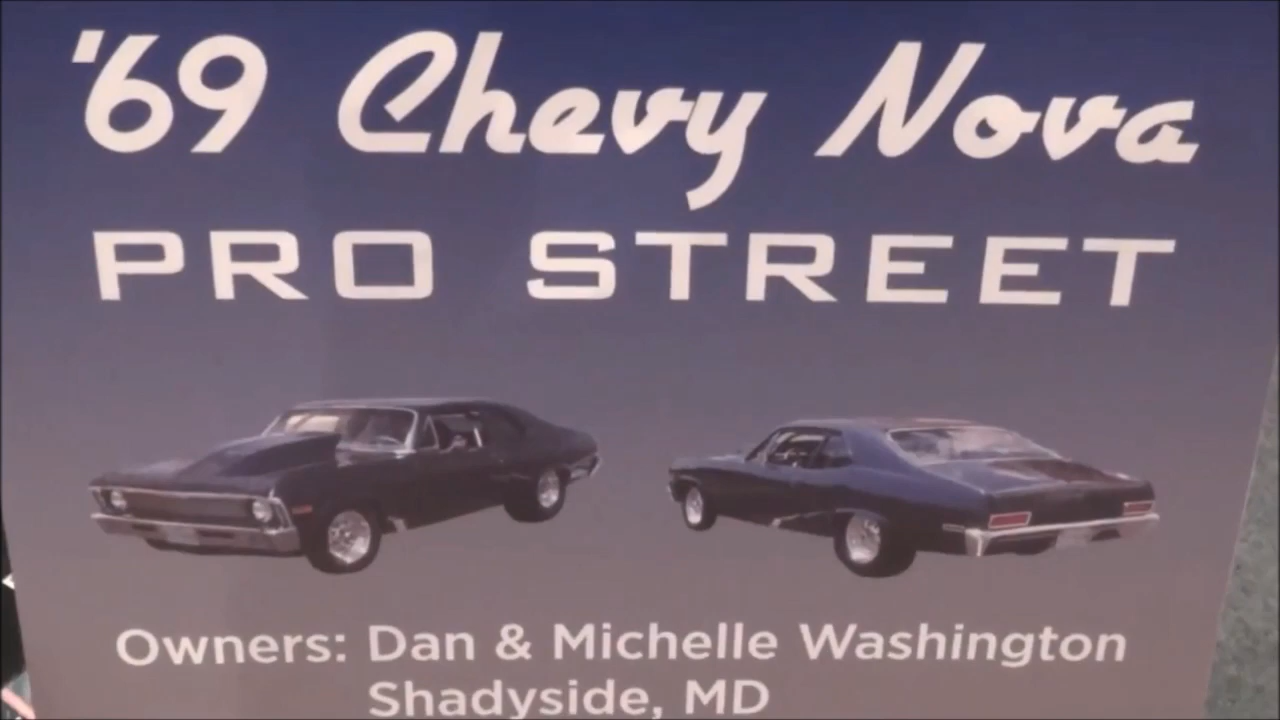 '69 Chevy Nova
PRO STREET
Owners: Dan & Michelle Washington
Shadyside, MD